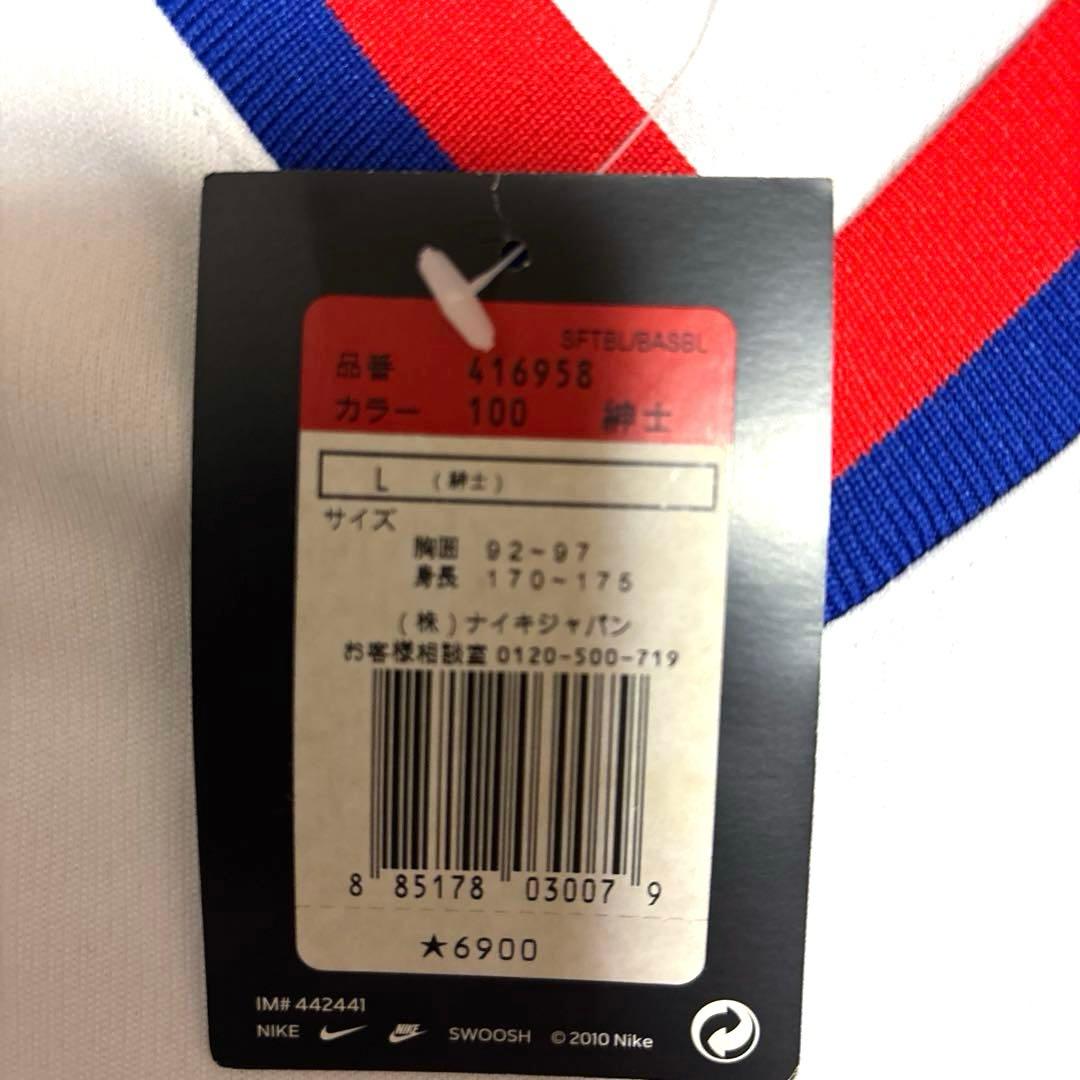 SFTBL/BASBL
品番 416958
カラー 100 紳士
L (紳士)
サイズ
胸囲 92~97
身長 170~175
(株)ナイキジャパン
お客様相談室 0120-500-719
8 85178 03007 9
★6900
IM# 442441
NIKE NIKE SWOOSH © 2010 Nike